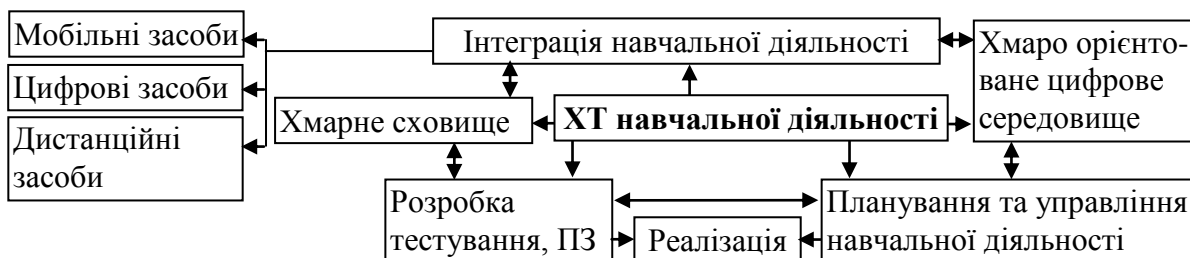 Мобільні засоби
Цифрові засоби
Дистанційні
засоби
Інтеграція навчальної діяльності
Хмарне сховище
ХТ навчальної діяльності
Хмаро орієнто-
ване цифрове
середовище
Розробка
тестування, ПЗ
Реалізація
Планування та управління
навчальної діяльності